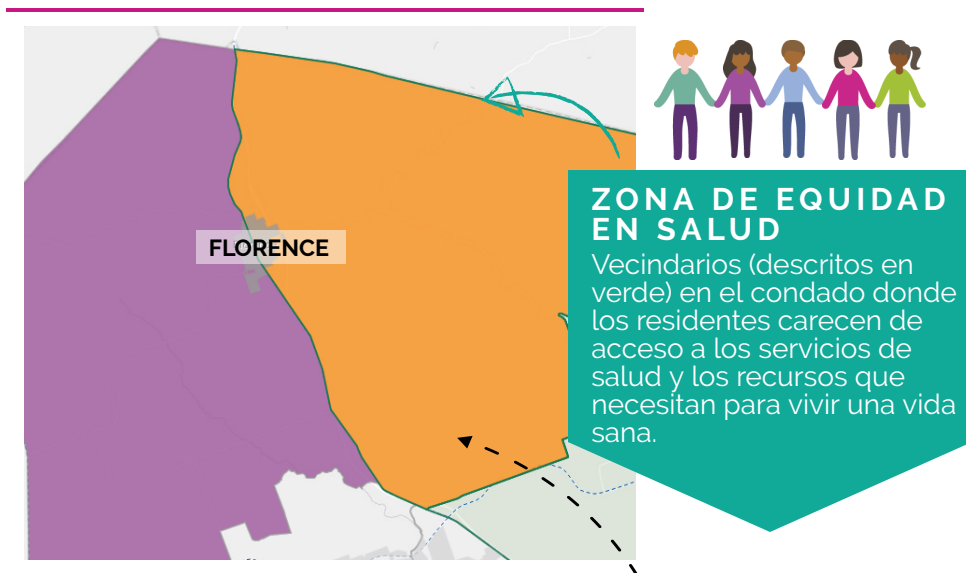 FLORENCE
ZONA DE EQUIDAD
EN SALUD
Vecindarios (descritos en
verde) en el condado donde
los residentes carecen de
acceso a los servicios de
salud y los recursos que
necesitan para vivir una vida
sana.